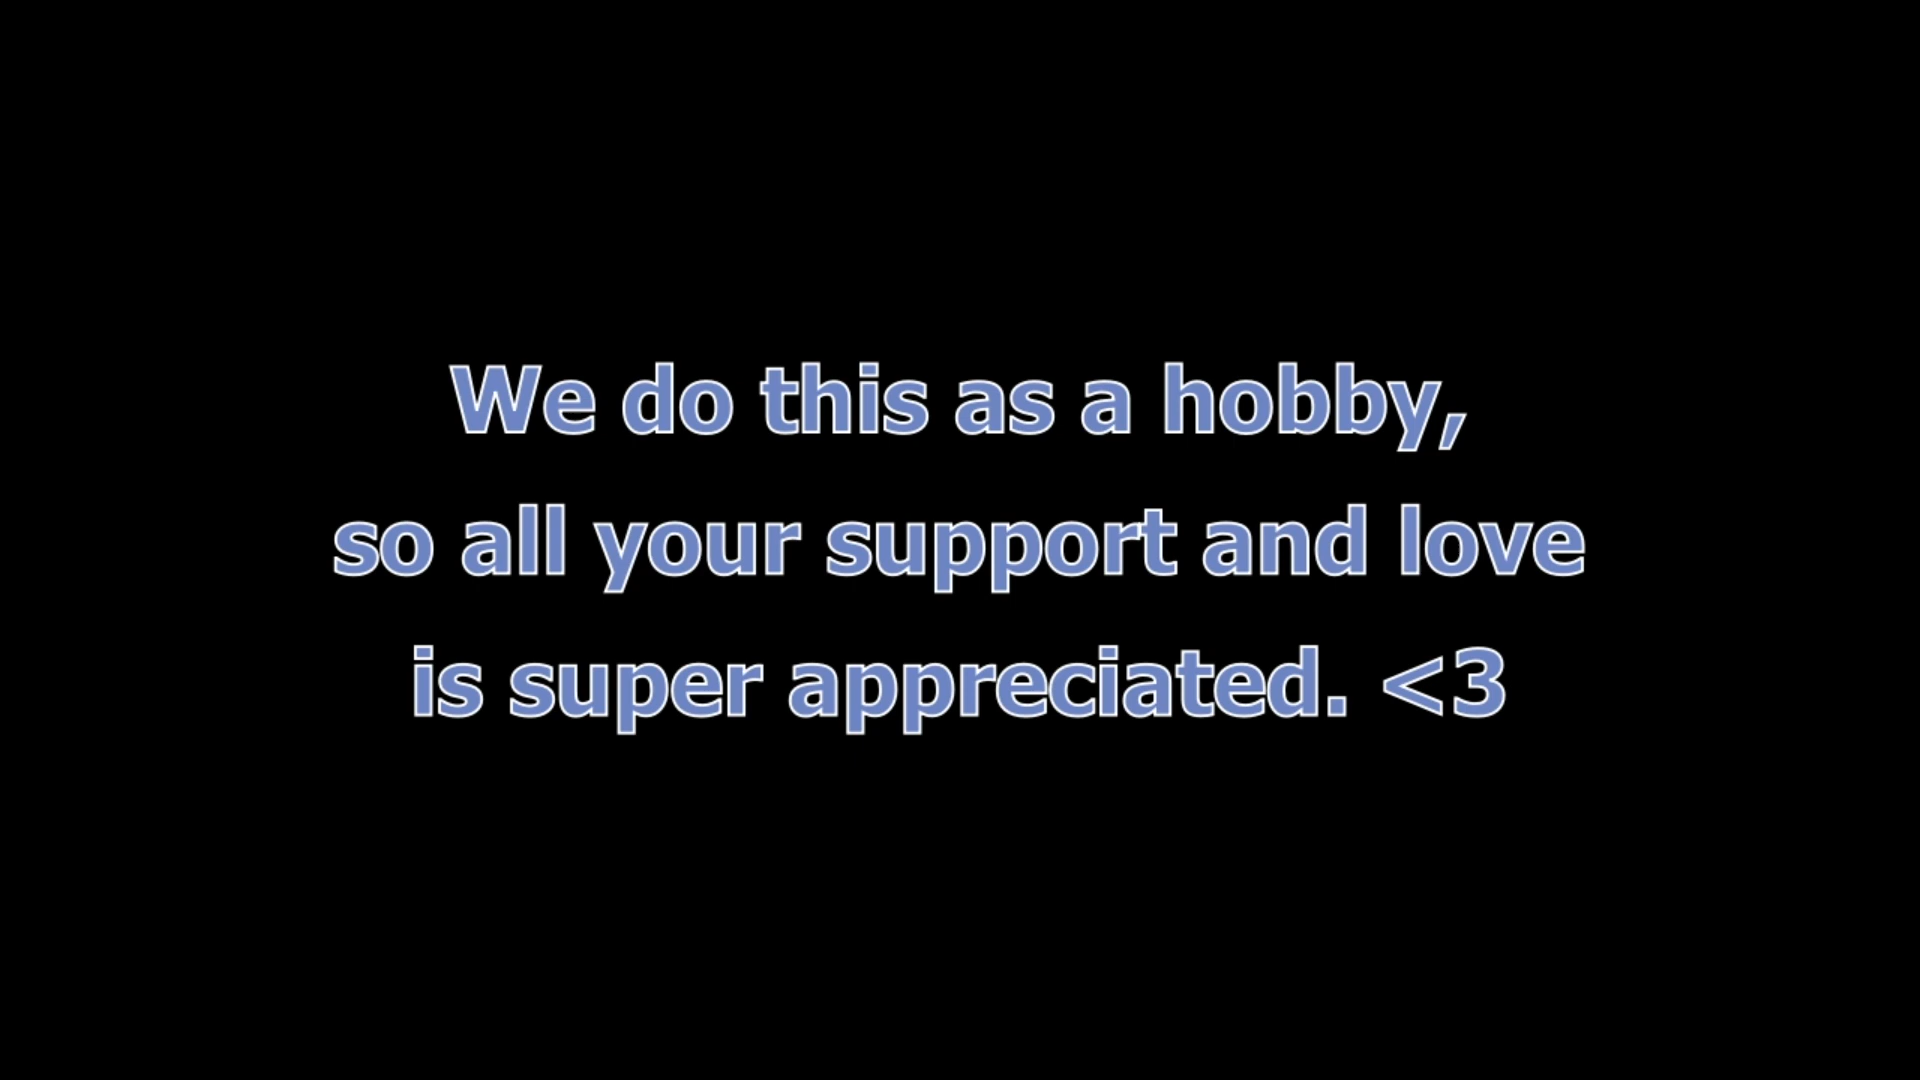 We do this as a hobby,
so all your support and love
is super appreciated. <3